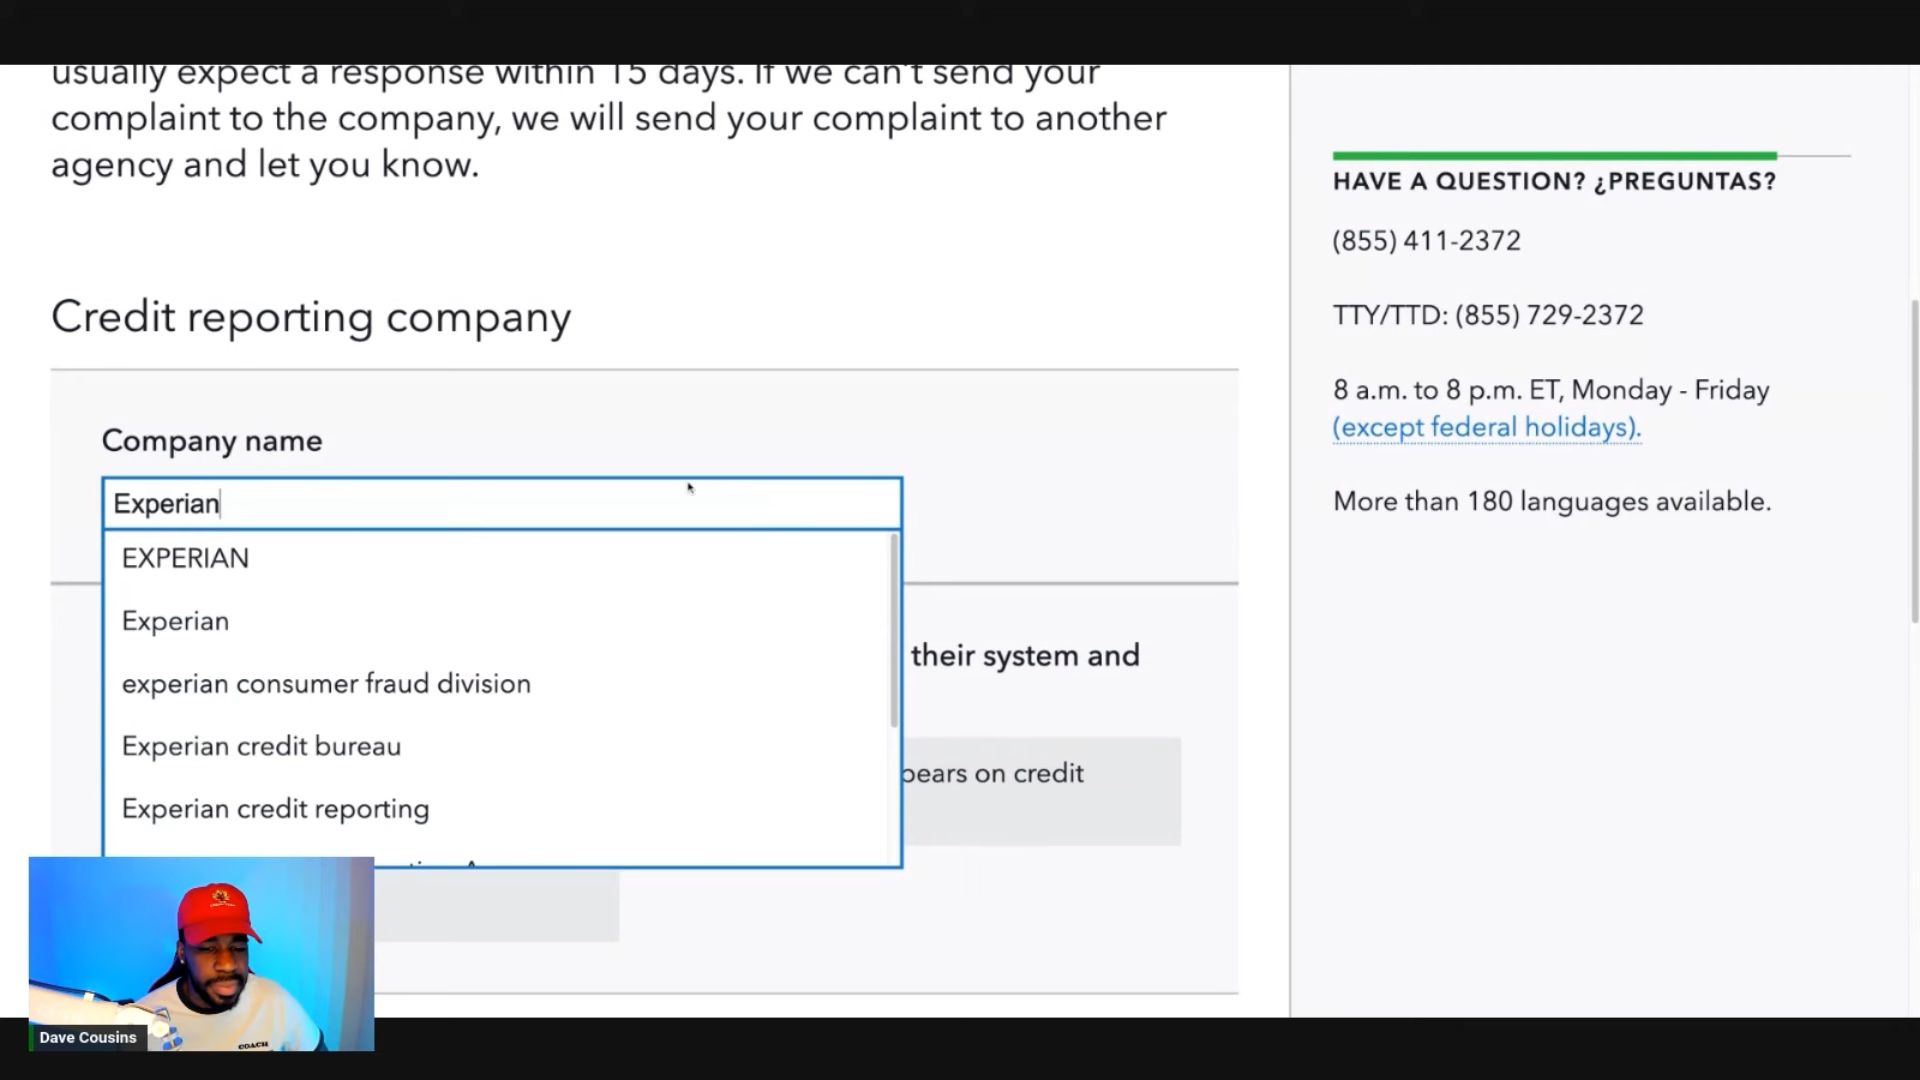 usually expect a response within 15 days. If we can't send your
complaint to the company, we will send your complaint to another
agency and let you know.
Credit reporting company
Company name
Experian
EXPERIAN
Experian
experian consumer fraud division
Experian credit bureau
Experian credit reporting
their system and
on credit
HAVE A QUESTION? ¿PREGUNTAS?
(855) 411-2372
TTY/TTD: (855) 729-2372
8 a.m. to 8 p.m. ET, Monday - Friday
(except federal holidays).
More than 180 languages available.
Dave Cousins
COACH